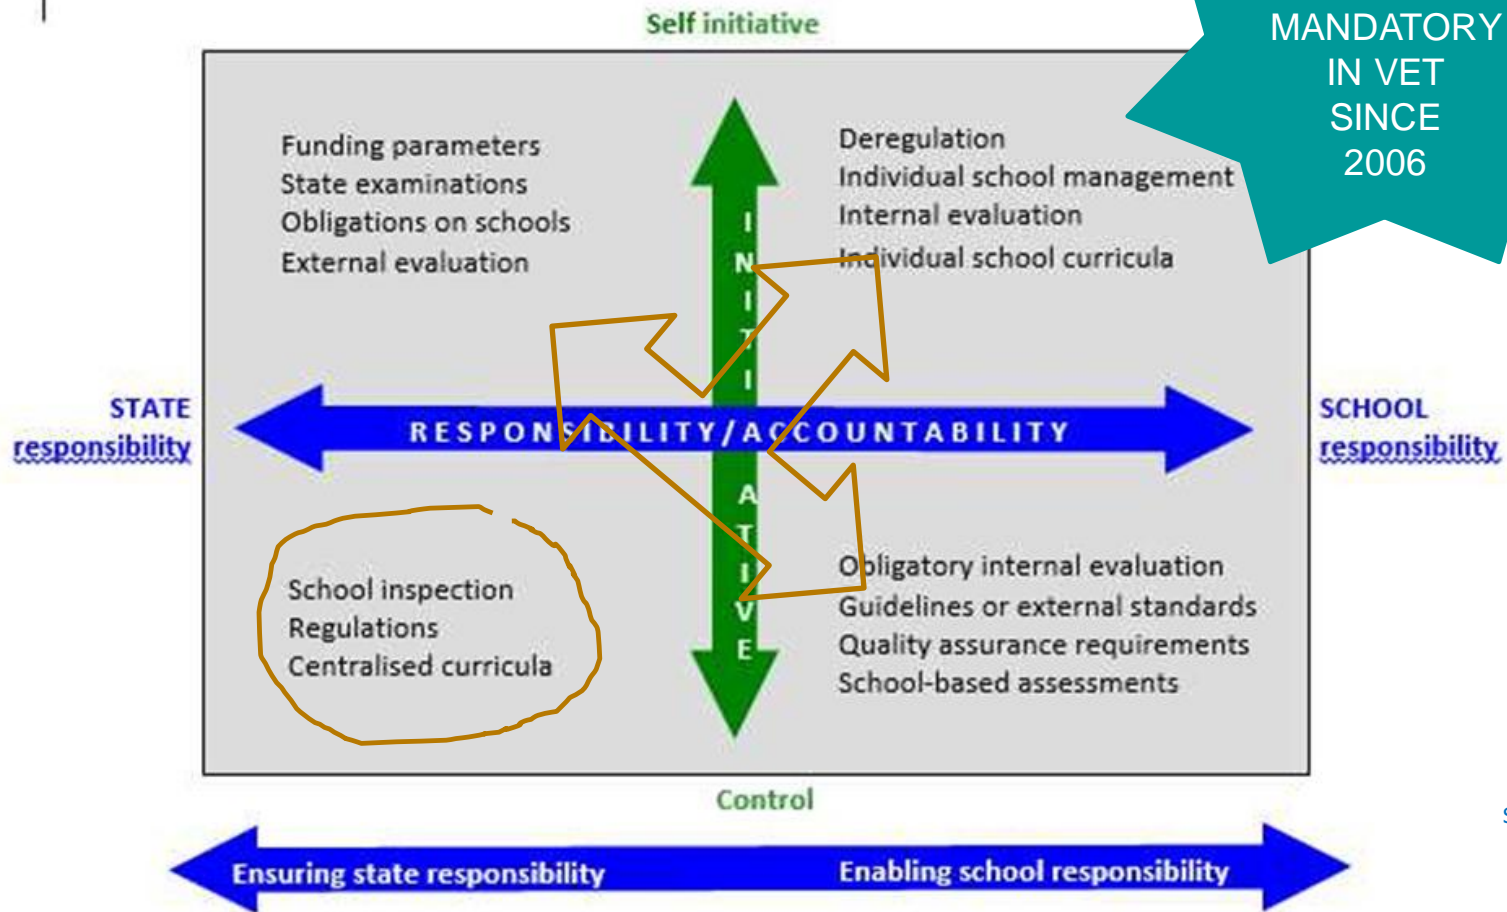 Self initiative
MANDATORY
IN VET
SINCE
2006
Funding parameters
State examinations
Obligations on schools
External evaluation
Deregulation
Individual school management
Internal evaluation
Individual school curricula
INITIATIVE
STATE
responsibility
RESPONSIBILITY/ACCOUNTABILITY
SCHOOL
responsibility
School inspection
Regulations
Centralised curricula
Obligatory internal evaluation
Guidelines or external standards
Quality assurance requirements
School-based assessments
Control
Ensuring state responsibility
Enabling school responsibility